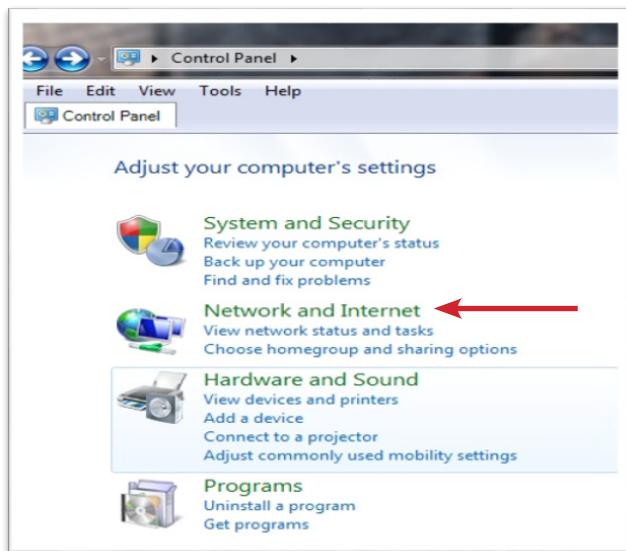 Control Panel
File Edit View Tools Help
Control Panel
Adjust your computer's settings
System and Security
Review your computer's status
Back up your computer
Find and fix problems
Network and Internet
View network status and tasks
Choose homegroup and sharing options
Hardware and Sound
View devices and printers
Add a device
Connect to a projector
Adjust commonly used mobility settings
Programs
Uninstall a program
Get programs